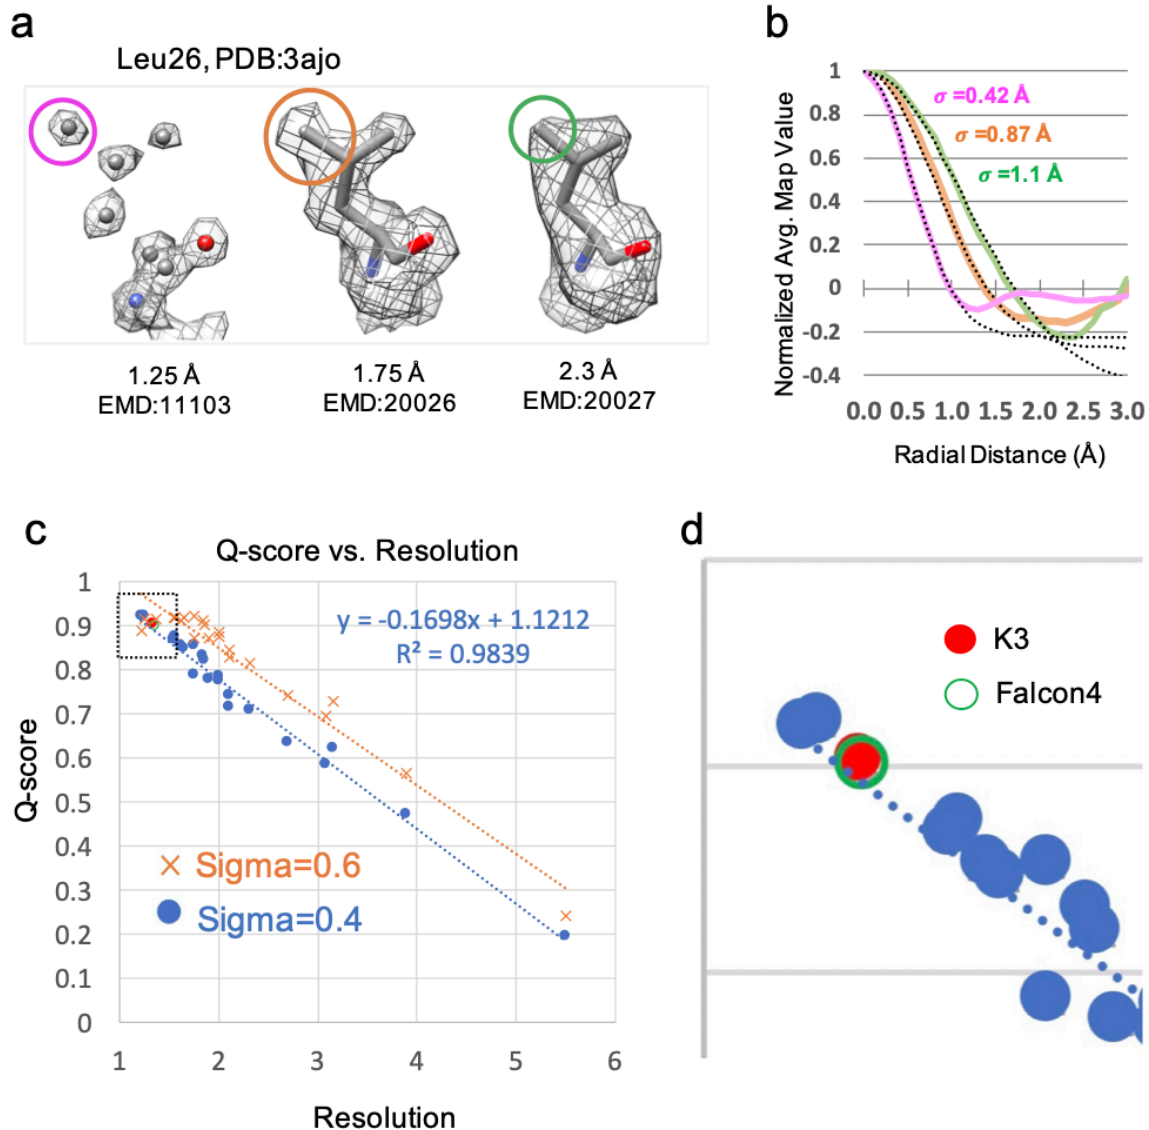 a
Leu26, PDB:3ajo
1.25 Å
EMD:11103
1.75 Å
EMD:20026
2.3 Å
EMD:20027
b
Normalized Avg. Map Value
1
0.8
0.6
0.4
0.2
0
-0.2
-0.4
σ =0.42 Å
σ =0.87 Å
σ =1.1 Å
0.0 0.5 1.0 1.5 2.0 2.5 3.0
Radial Distance (Å)
c
Q-score vs. Resolution
Q-score
1
0.9
0.8
0.7
0.6
0.5
0.4
0.3
0.2
0.1
0
y = -0.1698x + 1.1212
R² = 0.9839
Sigma=0.6
Sigma=0.4
1 2 3 4 5 6
Resolution
d
K3
Falcon4